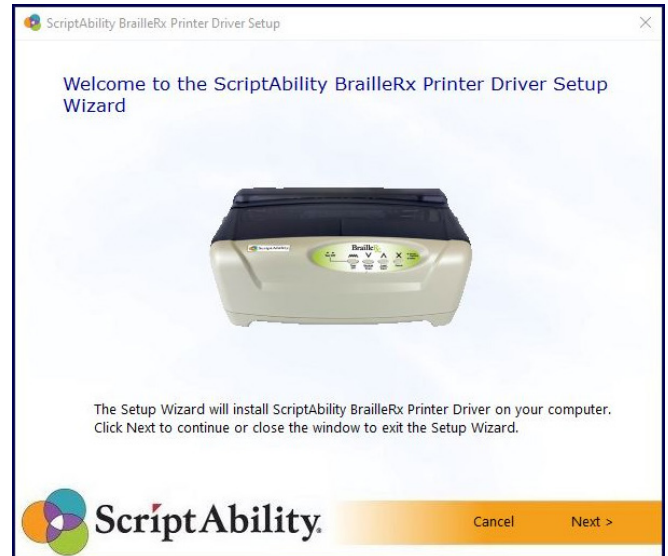 ScriptAbility BrailleRx Printer Driver Setup
Welcome to the ScriptAbility BrailleRx Printer Driver Setup
Wizard
ScriptAbility
BrailleRx
The Setup Wizard will install ScriptAbility BrailleRx Printer Driver on your computer.
Click Next to continue or close the window to exit the Setup Wizard.
ScriptAbility®
Cancel
Next >